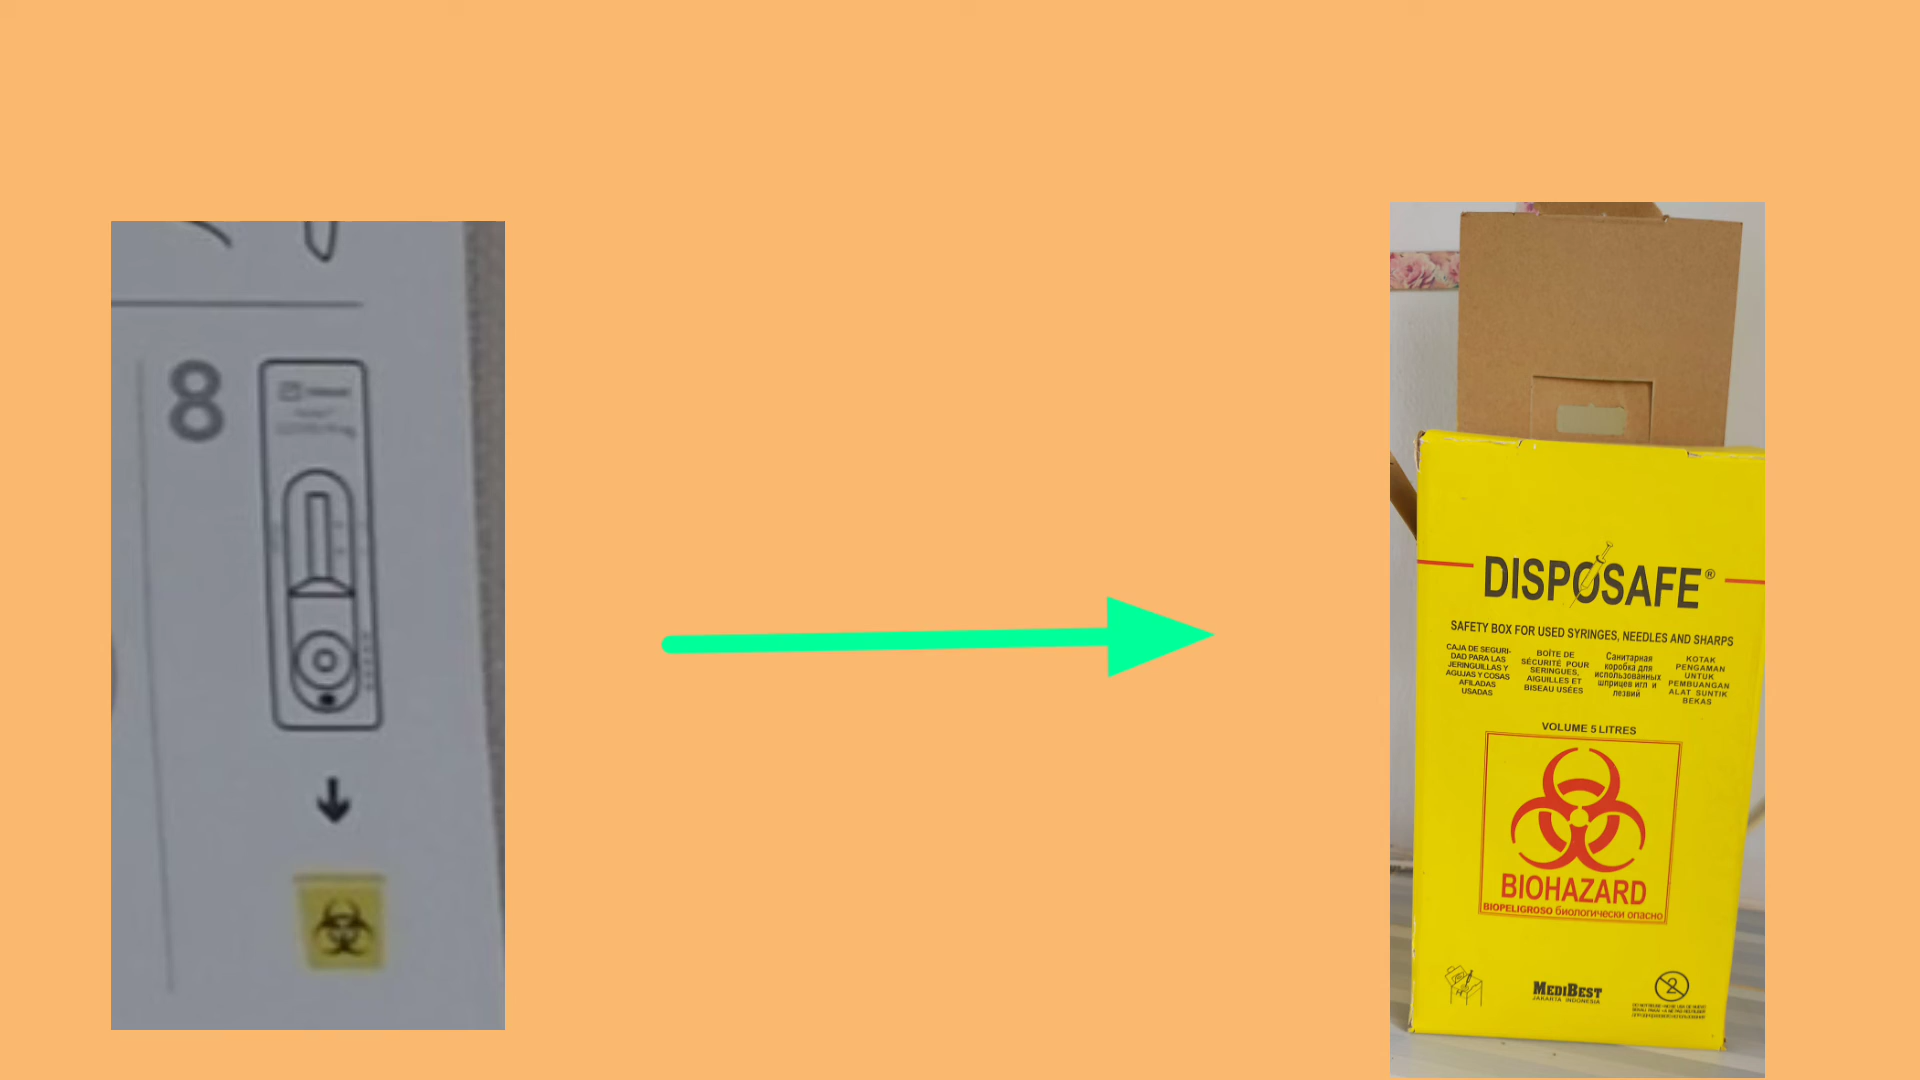 8
DISPOSAFE®
SAFETY BOX FOR USED SYRINGES, NEEDLES AND SHARPS
CAJA DE SEGURI-
DAD PARA LAS
JERINGUILLAS Y
AGUJAS Y COSAS
AFILADAS
USADAS
BOÎTE DE
SÉCURITÉ POUR
SERINGUES,
AIGUILLES ET
BISEAU USÉES
Санитарная
коробка для
использованных
шприцев игл и
лезвий
KOTAK
PENGAMAN
UNTUK
PEMBUANGAN
ALAT SUNTIK
BEKAS
VOLUME 5 LITRES
BIOHAZARD
BIOPELIGROSO биологически опасно
MEDIBEST
JAKARTA INDONESIA
2